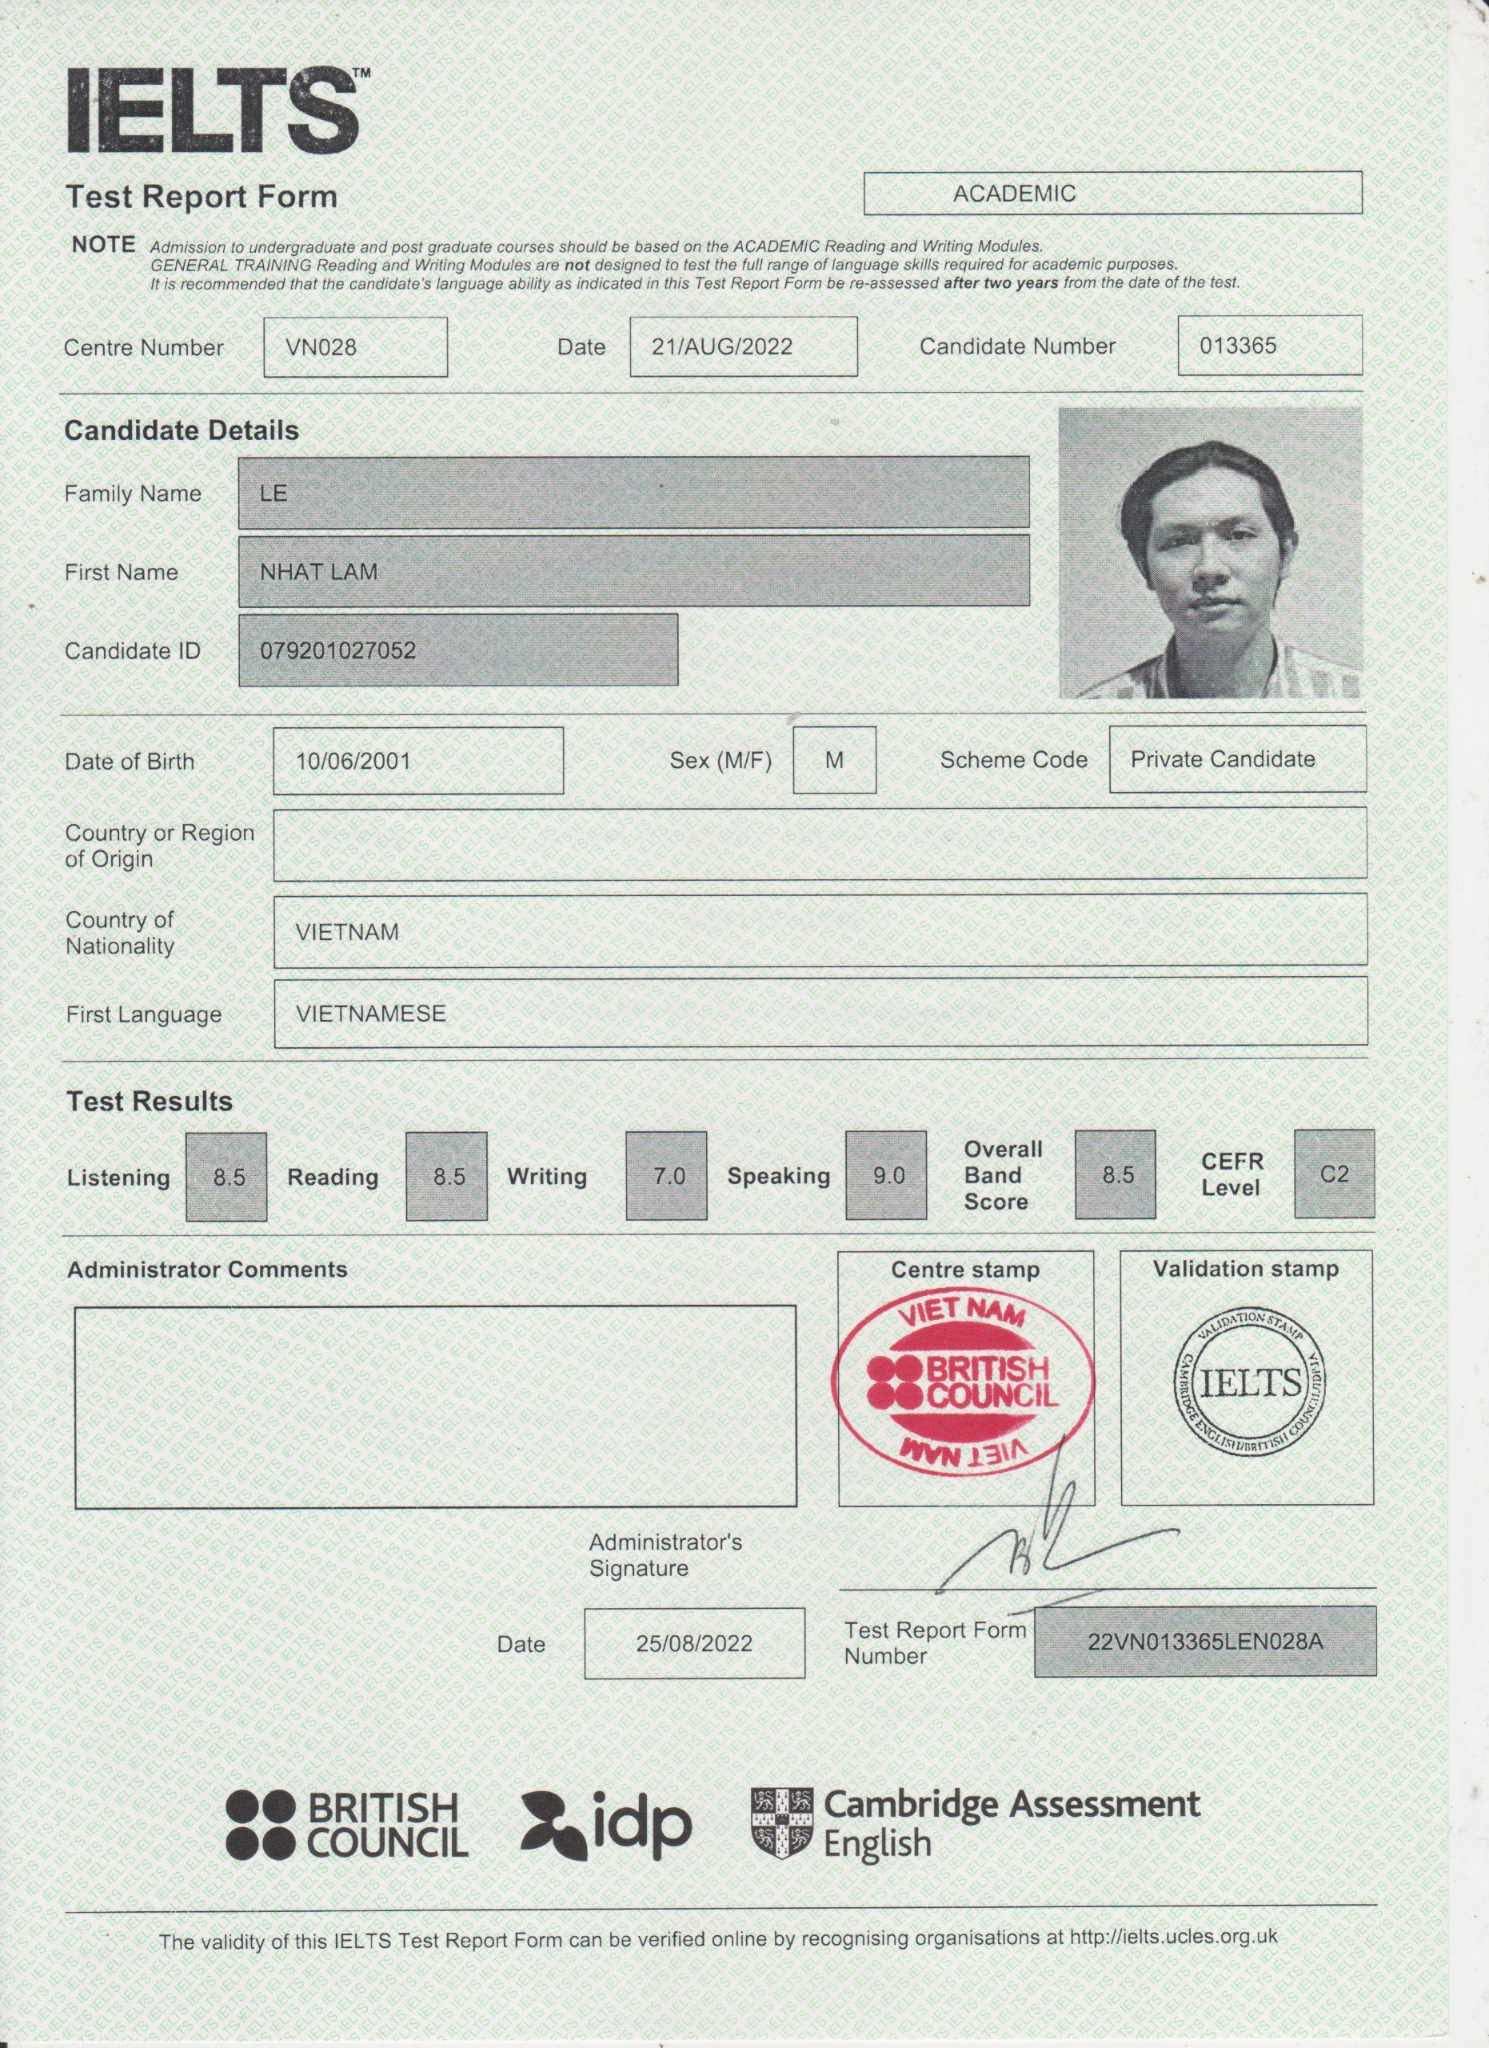 IELTS™
Test Report Form
ACADEMIC
NOTE Admission to undergraduate and post graduate courses should be based on the ACADEMIC Reading and Writing Modules.
GENERAL TRAINING Reading and Writing Modules are not designed to test the full range of language skills required for academic purposes.
It is recommended that the candidate's language ability as indicated in this Test Report Form be re-assessed after two years from the date of the test.
Centre Number VN028 Date 21/AUG/2022 Candidate Number 013365
Candidate Details
Family Name LE
First Name NHAT LAM
Candidate ID 079201027052
Date of Birth 10/06/2001 Sex (M/F) M Scheme Code Private Candidate
Country or Region
of Origin
Country of
Nationality
VIETNAM
First Language VIETNAMESE
Test Results
Listening 8.5 Reading 8.5 Writing 7.0 Speaking 9.0 Overall Band Score 8.5 CEFR Level C2
Administrator Comments
Centre stamp
VIET NAM
BRITISH
COUNCIL
VIET NAM
Validation stamp
VALIDATION STAMP
IELTS
CAMBRIDGE ENGLISH/BRITISH COUNCIL/IDP:IA
Administrator's
Signature
Date 25/08/2022
Test Report Form
Number
22VN013365LEN028A
BRITISH
COUNCIL
idp
Cambridge Assessment
English
The validity of this IELTS Test Report Form can be verified online by recognising organisations at http://ielts.ucles.org.uk